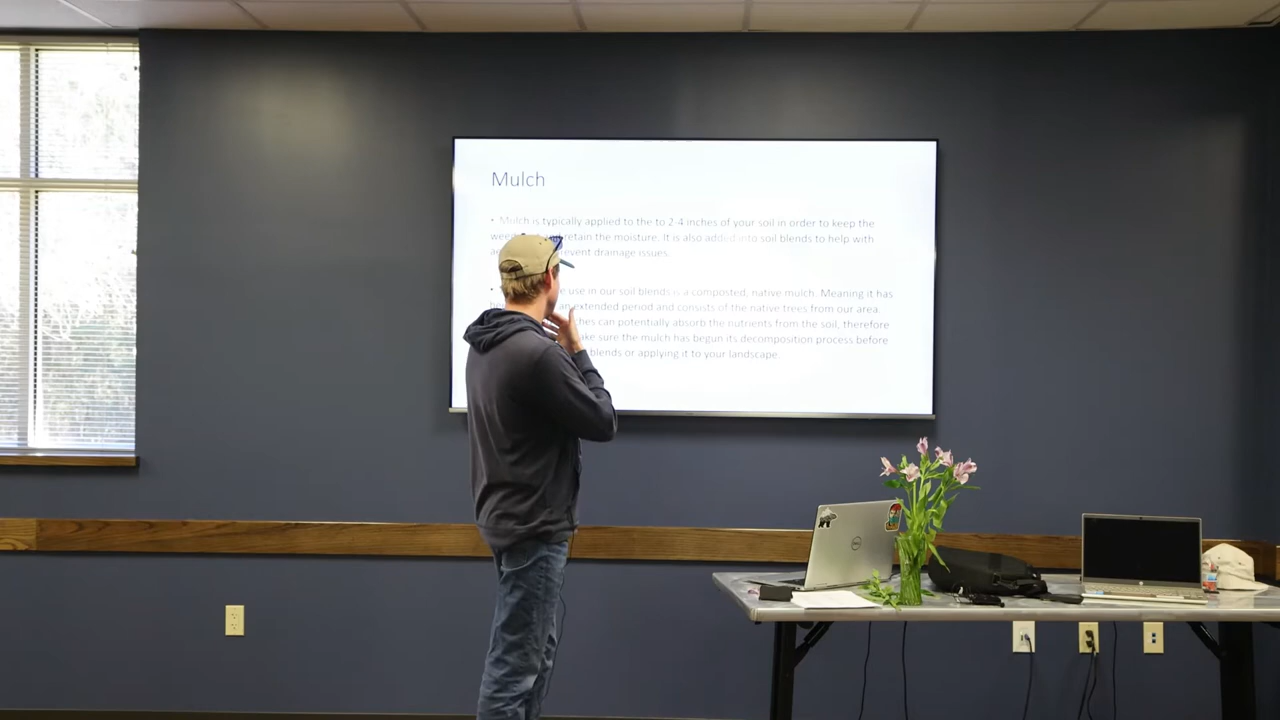 Mulch
• Mulch is typically applied to the to 2-4 inches of your soil in order to keep the
retain the moisture. It is also added into soil blends to help with
prevent drainage issues.
use in our soil blends is a composted, native mulch. Meaning it has
an extended period and consists of the native trees from our area.
can potentially absorb the nutrients from the soil, therefore
make sure the mulch has begun its decomposition process before
blends or applying it to your landscape.
DELL